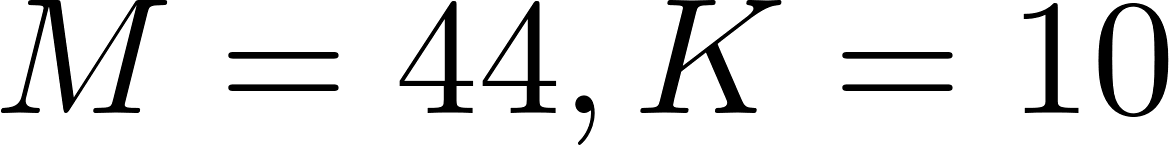 M = 44, K = 10